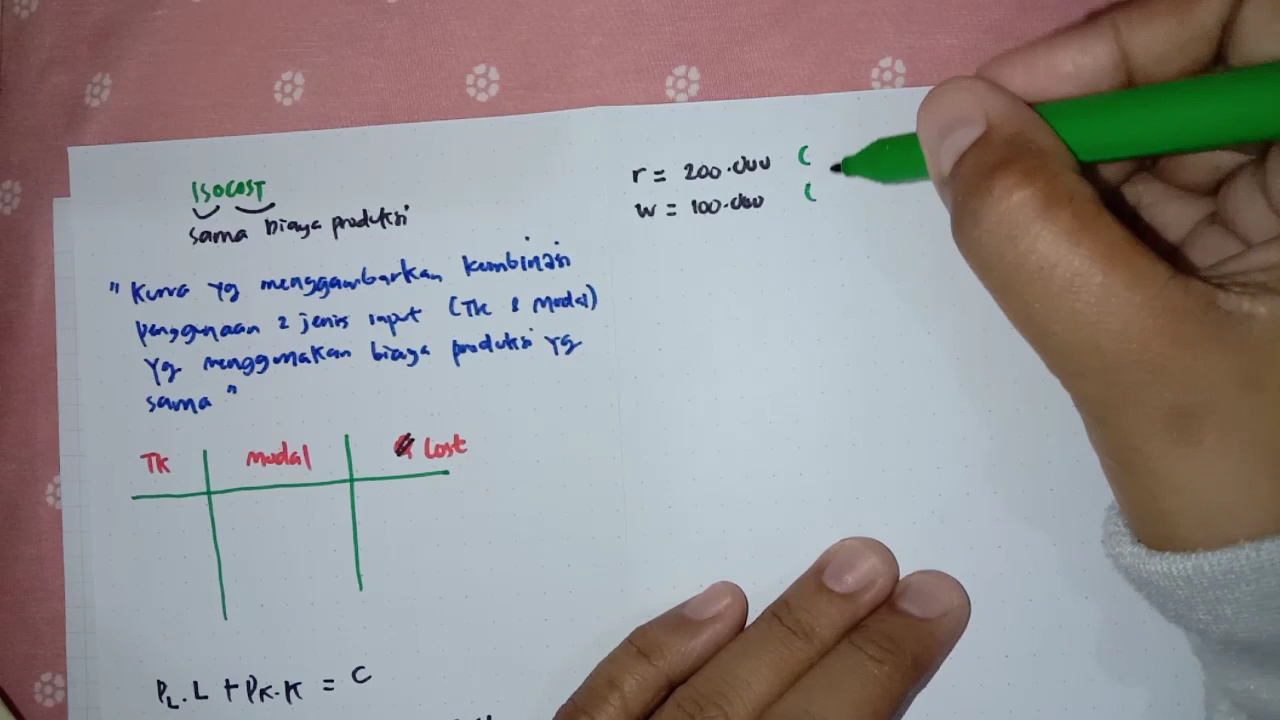 ISOCOST
sama biaya produksi
"Kurva yg menggambarkan kombinasi
penggunaan 2 jenis input (TK & Modal)
yg menggunakan biaya produksi yg
sama"
TK modal Cost
PL.L + PK.K = C
r = 200.000 (
w = 100.000 (